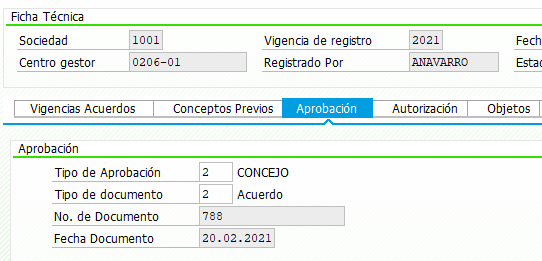 Ficha Técnica
Sociedad 1001 Vigencia de registro 2021 Fech
Centro gestor 0206-01 Registrado Por ANAVARRO Estad
Vigencias Acuerdos Conceptos Previos Aprobación Autorización Objetos
Aprobación
Tipo de Aprobación 2 CONCEJO
Tipo de documento 2 Acuerdo
No. de Documento 788
Fecha Documento 20.02.2021